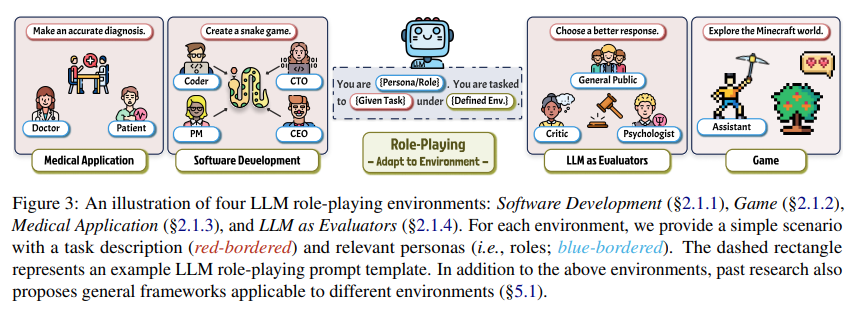 Make an accurate diagnosis.
Doctor
Patient
Medical Application
Create a snake game.
Coder
CTO
PM
CEO
Software Development
You are {Persona/Role}. You are tasked
to {Given Task} under {Defined Env.}.
Role-Playing
– Adapt to Environment –
Choose a better response.
General Public
Critic
Psychologist
LLM as Evaluators
Explore the Minecraft world.
Assistant
Game
Figure 3: An illustration of four LLM role-playing environments: Software Development (§2.1.1), Game (§2.1.2),
Medical Application (§2.1.3), and LLM as Evaluators (§2.1.4). For each environment, we provide a simple scenario
with a task description (red-bordered) and relevant personas (i.e., roles; blue-bordered). The dashed rectangle
represents an example LLM role-playing prompt template. In addition to the above environments, past research also
proposes general frameworks applicable to different environments (§5.1).